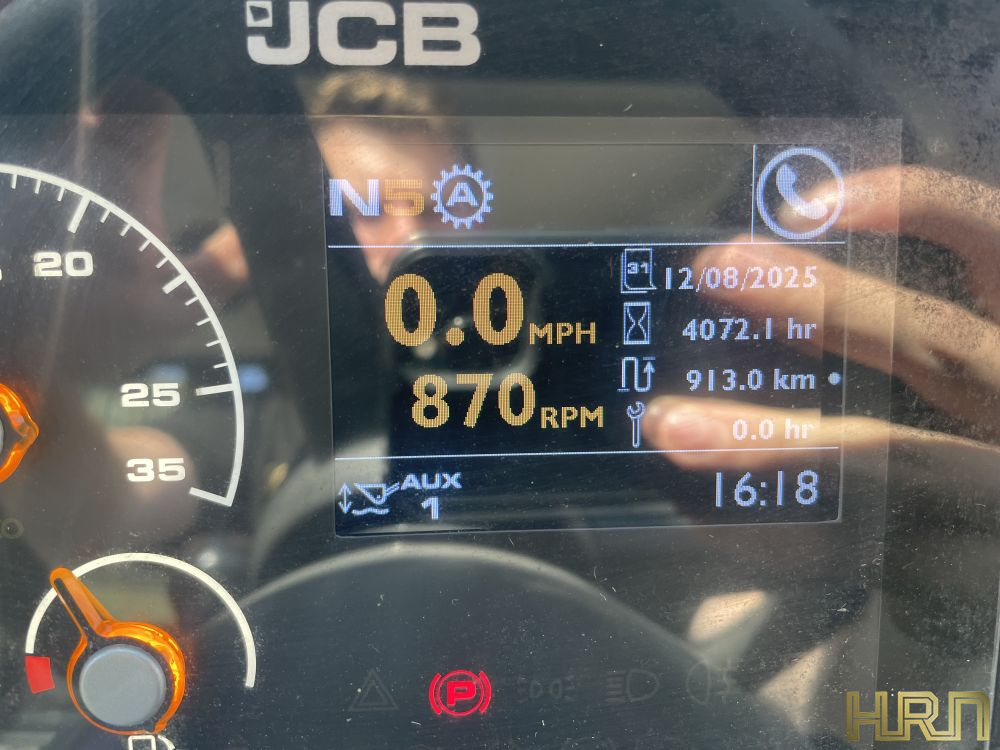 JCB
N5 A
20
25
35
0.0 MPH
870 RPM
31 12/08/2025
4072.1 hr
913.0 km
0.0 hr
AUX
1
16:18
P
HRN